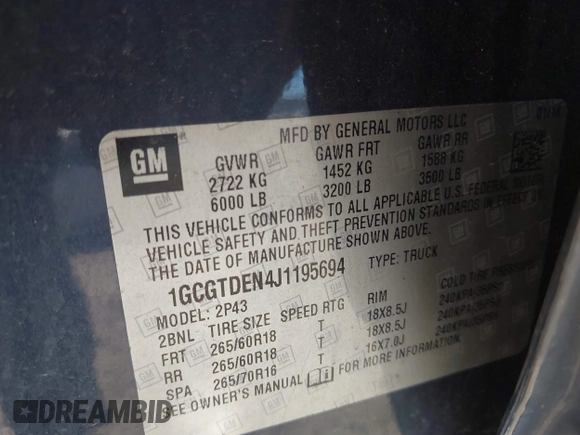 MFD BY GENERAL MOTORS LLC
GM
GVWR GAWR FRT GAWR RR
2722 KG 1452 KG 1588 KG
6000 LB 3200 LB 3500 LB
THIS VEHICLE CONFORMS TO ALL APPLICABLE U.S. FEDERAL
VEHICLE SAFETY AND THEFT PREVENTION STANDARDS
THE DATE OF MANUFACTURE SHOWN ABOVE.
1GCGTDEN4J1195694 TYPE: TRUCK
MODEL: 2P43
2BNL TIRE SIZE SPEED RTG RIM COLD TIRE PRESSURE
FRT 265/60R18 T 18X8.5J 240KPA
RR 265/60R18 T 18X8.5J 240KPA
SPA 265/70R16 T 16X7.0J 240KPA
SEE OWNER'S MANUAL FOR MORE INFORMATION.
DREAMBID